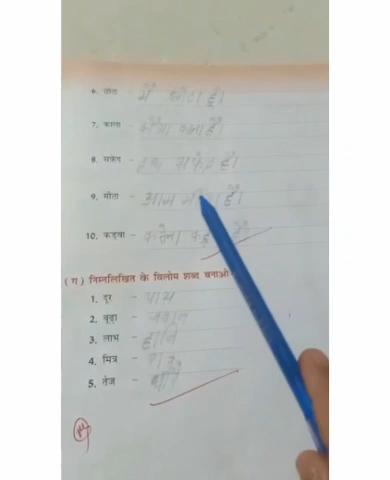 6. छोटा - मैं छोटा हूँ।
7. काला - कौआ काला है।
8. सफ़ेद - दूध सफेद है।
9. मीठा - आम मीठा है।
10. कड़वा - करेला कड़वा है
(ग) निम्नलिखित के विलोम शब्द बनाओ
1. दूर - पास
2. बूढ़ा - जवान
3. लाभ - हानि
4. मित्र - शत्रु
5. तेज - धीरे